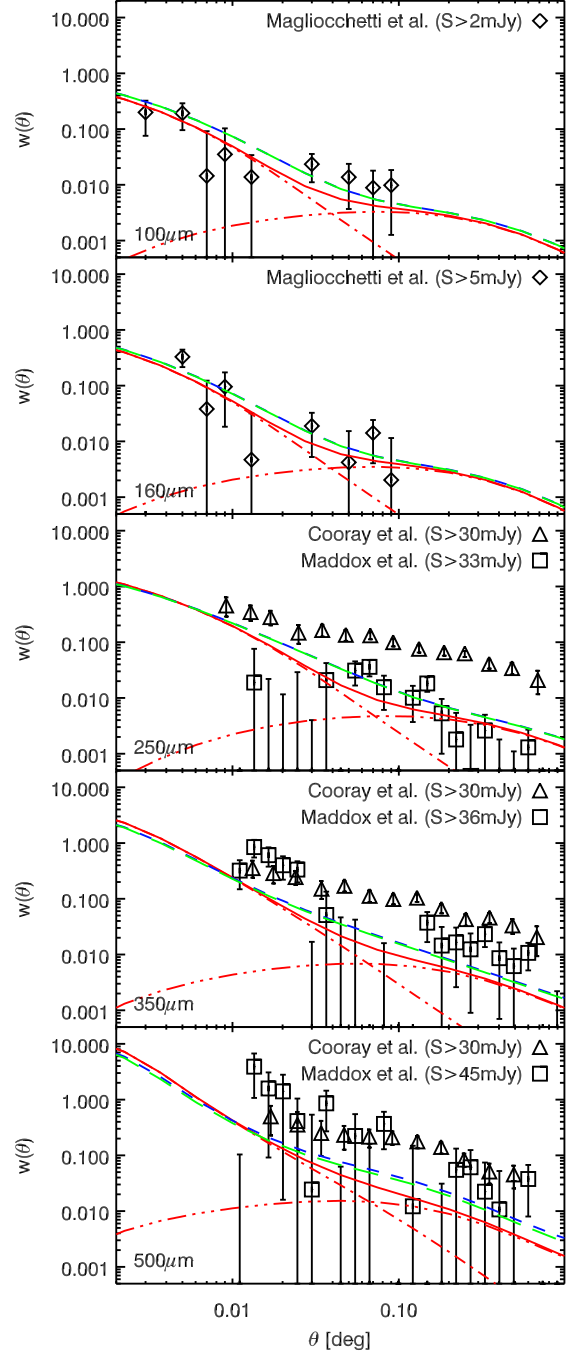 10.000
Magliocchetti et al. (S>2mJy)
1.000
w(θ)
0.100
0.010
0.001
100μm
Magliocchetti et al. (S>5mJy)
1.000
w(θ)
0.100
0.010
0.001
160μm
10.000
Cooray et al. (S>30mJy)
Maddox et al. (S>33mJy)
1.000
w(θ)
0.100
0.010
0.001
250μm
Cooray et al. (S>30mJy)
Maddox et al. (S>36mJy)
1.000
w(θ)
0.100
0.010
0.001
350μm
10.000
Cooray et al. (S>30mJy)
Maddox et al. (S>45mJy)
1.000
w(θ)
0.100
0.010
0.001
500μm
0.01 0.10
θ [deg]